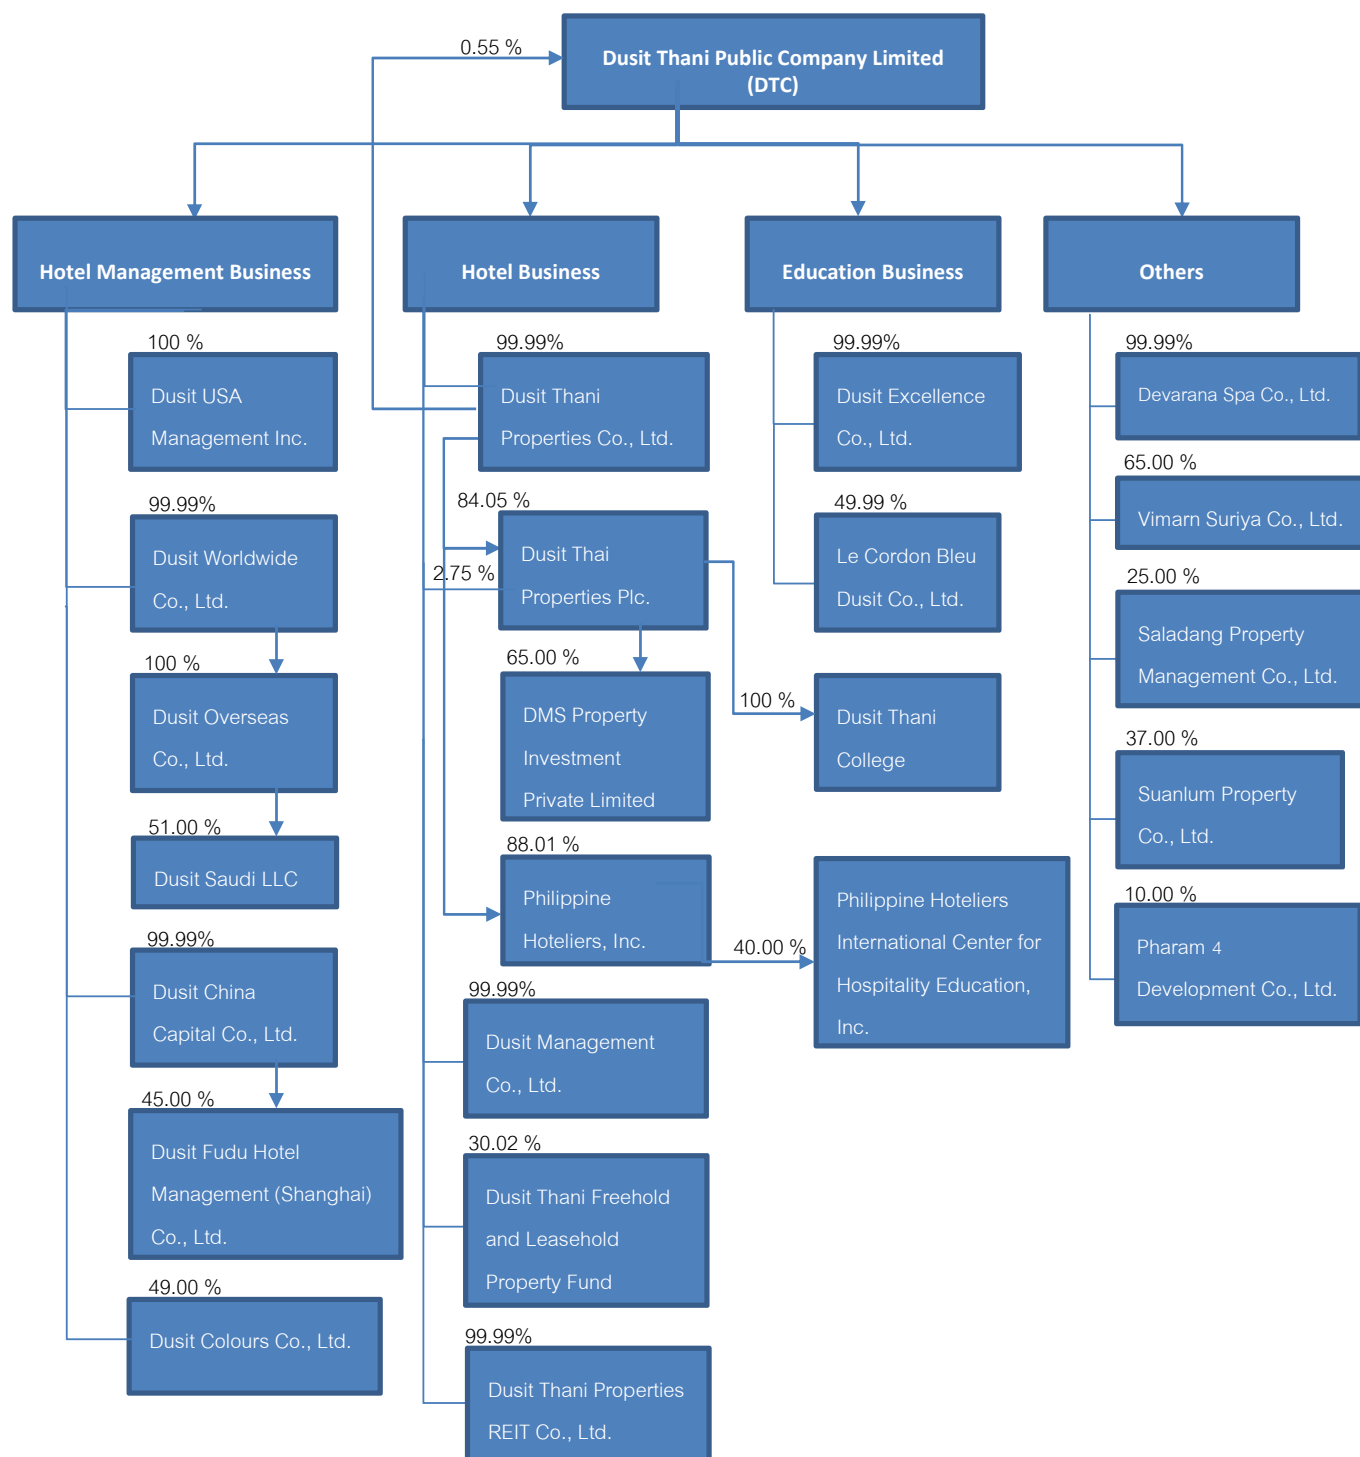 0.55 %
Dusit Thani Public Company Limited
(DTC)
Hotel Management Business
Hotel Business
Education Business
Others
100 %
Dusit USA
Management Inc.
99.99%
Dusit Worldwide
Co., Ltd.
100 %
Dusit Overseas
Co., Ltd.
51.00 %
Dusit Saudi LLC
99.99%
Dusit China
Capital Co., Ltd.
45.00 %
Dusit Fudu Hotel
Management (Shanghai)
Co., Ltd.
49.00 %
Dusit Colours Co., Ltd.
99.99%
Dusit Thani
Properties Co., Ltd.
84.05 %
2.75 %
Dusit Thai
Properties Plc.
65.00 %
DMS Property
Investment
Private Limited
88.01 %
Philippine
Hoteliers, Inc.
99.99%
Dusit Management
Co., Ltd.
30.02 %
Dusit Thani Freehold
and Leasehold
Property Fund
99.99%
Dusit Thani Properties
REIT Co., Ltd.
99.99%
Dusit Excellence
Co., Ltd.
49.99 %
Le Cordon Bleu
Dusit Co., Ltd.
100 %
Dusit Thani
College
40.00 %
Philippine Hoteliers
International Center for
Hospitality Education,
Inc.
99.99%
Devarana Spa Co., Ltd.
65.00 %
Vimarn Suriya Co., Ltd.
25.00 %
Saladang Property
Management Co., Ltd.
37.00 %
Suanlum Property
Co., Ltd.
10.00 %
Pharam 4
Development Co., Ltd.